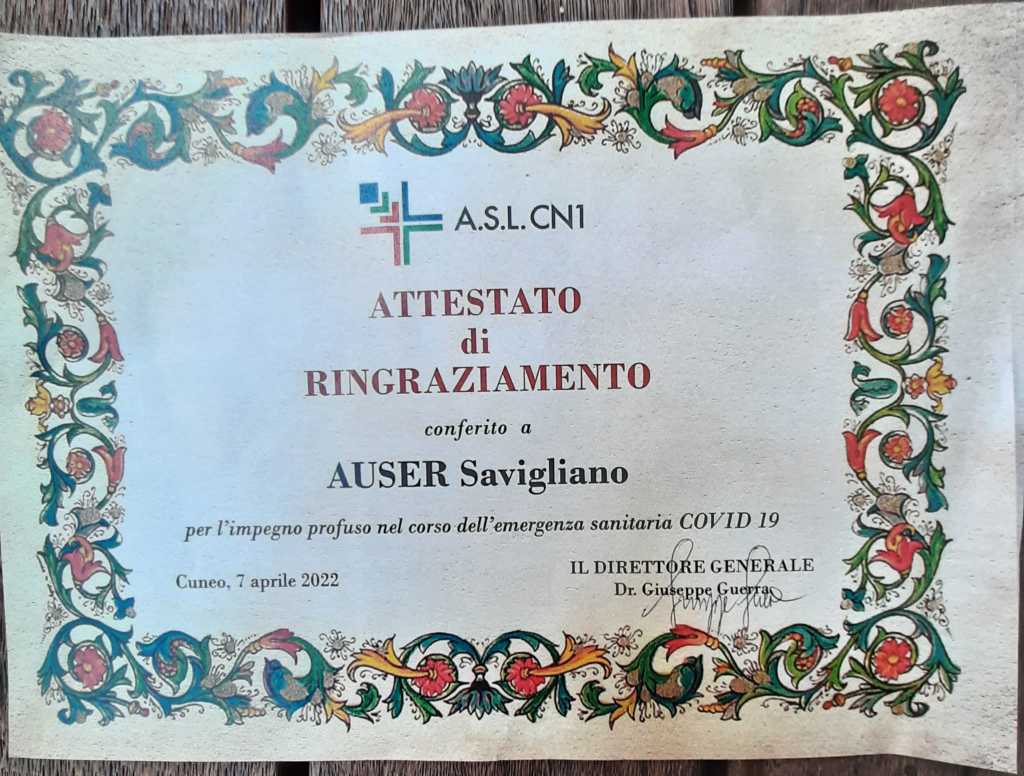 A.S.L. CN1
ATTESTATO
di
RINGRAZIAMENTO
conferito a
AUSER Savigliano
per l'impegno profuso nel corso dell'emergenza sanitaria COVID 19
Cuneo, 7 aprile 2022
IL DIRETTORE GENERALE
Dr. Giuseppe Guerra